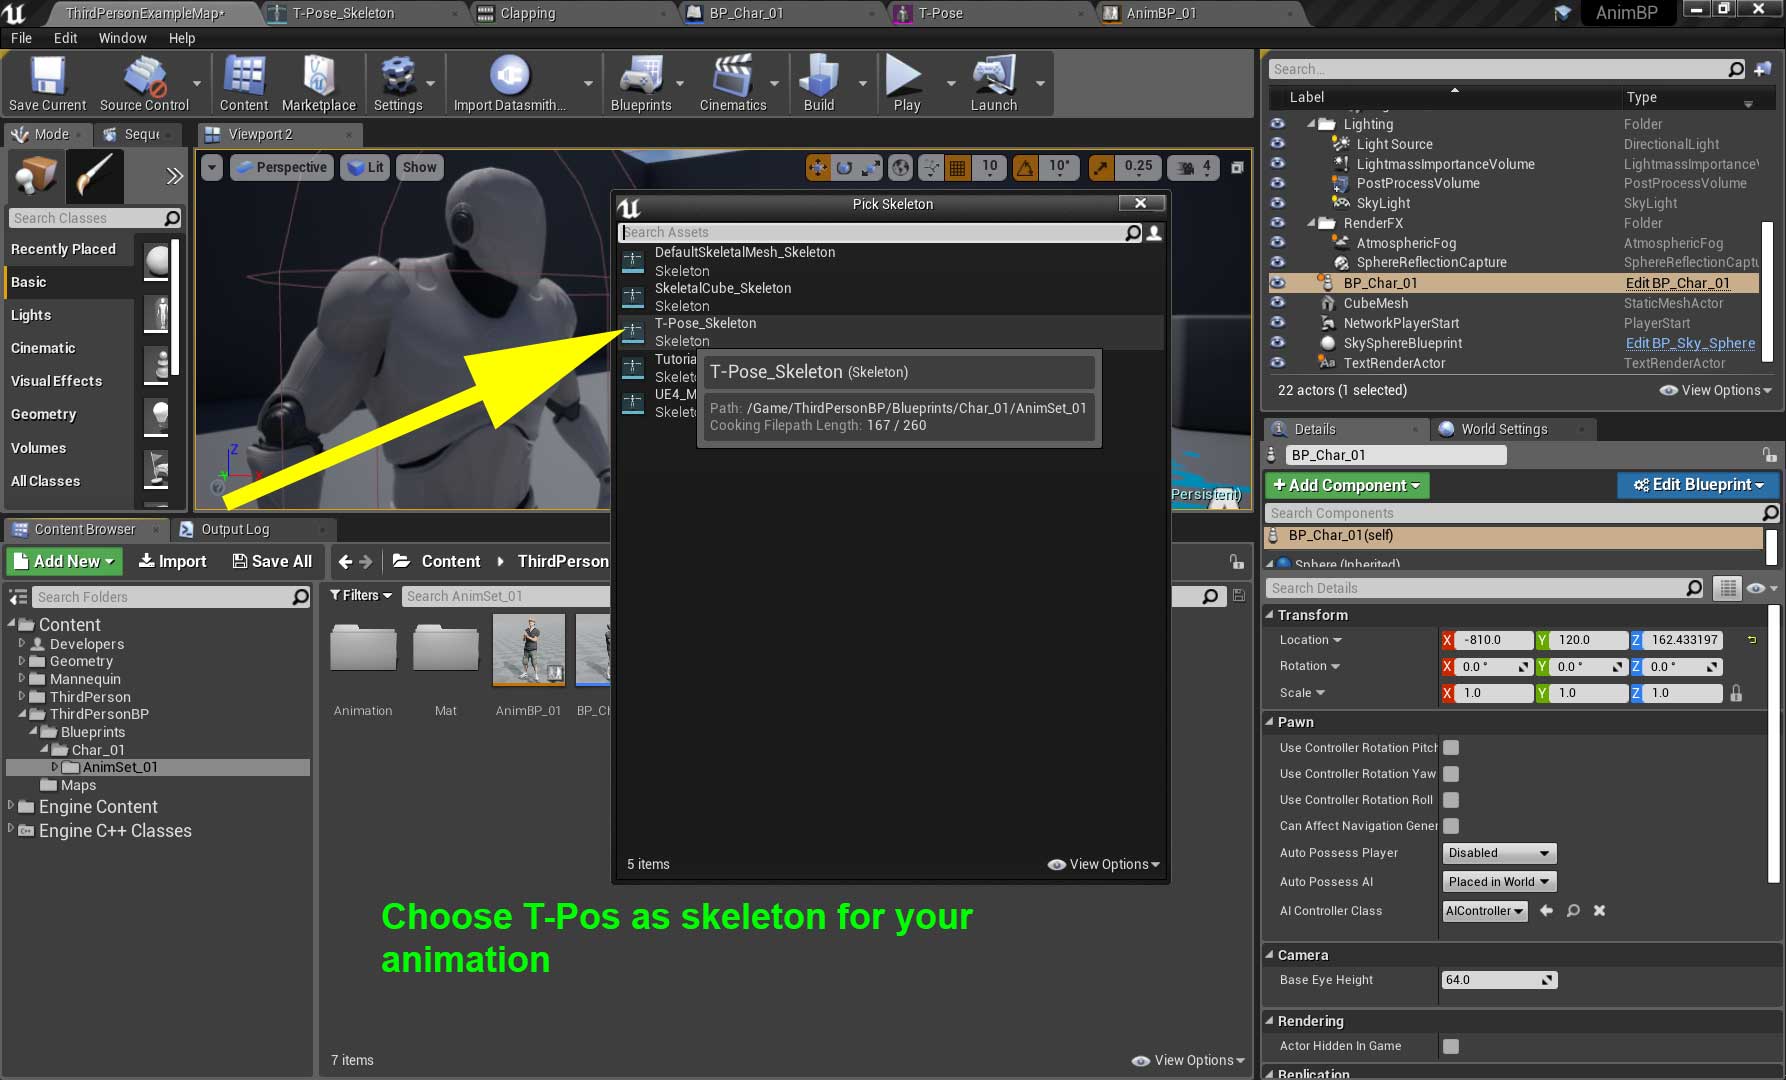 ThirdPersonExampleMap*
T-Pose_Skeleton
Clapping
BP_Char_01
T-Pose
AnimBP_01
AnimBP
File Edit Window Help
Save Current
Source Control
Content
Marketplace
Settings
Import Datasmith...
Blueprints
Cinematics
Build
Play
Launch
Mode
Seque
Viewport 2
Perspective
Lit
Show
10
10°
0.25
4
Search Classes
Recently Placed
Basic
Lights
Cinematic
Visual Effects
Geometry
Volumes
All Classes
Z
Persistent)
Pick Skeleton
Search Assets
DefaultSkeletalMesh_Skeleton
Skeleton
SkeletalCube_Skeleton
Skeleton
T-Pose_Skeleton
Skeleton
Tutoria
Skelet
UE4_M
Skelet
T-Pose_Skeleton (Skeleton)
Path: /Game/ThirdPersonBP/Blueprints/Char_01/AnimSet_01
Cooking Filepath Length: 167 / 260
5 items
View Options
Content Browser
Output Log
Add New
Import
Save All
Content
ThirdPerson
Search Folders
Content
Developers
Geometry
Mannequin
ThirdPerson
ThirdPersonBP
Blueprints
Char_01
AnimSet_01
Maps
Engine Content
Engine C++ Classes
Filters
Search AnimSet_01
Animation
Mat
AnimBP_01
BP_Ch
Choose T-Pos as skeleton for your
animation
7 items
View Options
Search...
Label Type
Lighting Folder
Light Source DirectionalLight
LightmassImportanceVolume LightmassImportanceV
PostProcessVolume PostProcessVolume
SkyLight SkyLight
RenderFX Folder
AtmosphericFog AtmosphericFog
SphereReflectionCapture SphereReflectionCaptu
BP_Char_01 Edit BP_Char_01
CubeMesh StaticMeshActor
NetworkPlayerStart PlayerStart
SkySphereBlueprint Edit BP_Sky_Sphere
TextRenderActor TextRenderActor
22 actors (1 selected)
View Options
Details
World Settings
BP_Char_01
+ Add Component
Edit Blueprint
Search Components
BP_Char_01(self)
Sphere (Inherited)
Search Details
Transform
Location X -810.0 Y 120.0 Z 162.433197
Rotation X 0.0 ° Y 0.0 ° Z 0.0 °
Scale X 1.0 Y 1.0 Z 1.0
Pawn
Use Controller Rotation Pitch
Use Controller Rotation Yaw
Use Controller Rotation Roll
Can Affect Navigation Gener
Auto Possess Player Disabled
Auto Possess AI Placed in World
AI Controller Class AIController
Camera
Base Eye Height 64.0
Rendering
Actor Hidden In Game
Replication